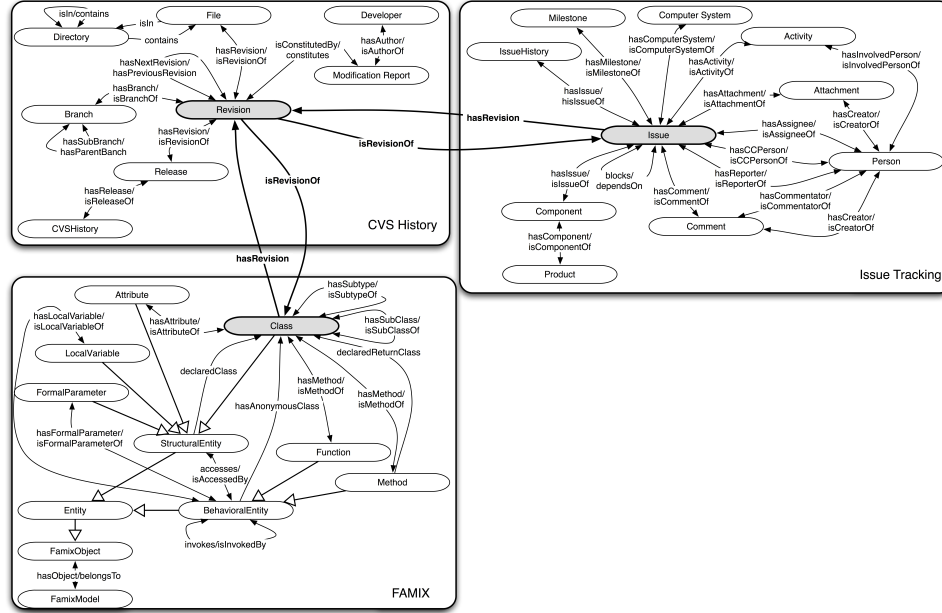 isIn/contains
File
Developer
isIn
Directory
contains
hasRevision/
isRevisionOf
isConstitutedBy/
constitutes
hasAuthor/
isAuthorOf
hasNextRevision/
hasPreviousRevision
Modification Report
hasBranch/
isBranchOf
Branch
Revision
hasSubBranch/
hasParentBanch
hasRevision/
isRevisionOf
Release
hasRelease/
isReleaseOf
CVSHistory
CVS History
hasRevision
isRevisionOf
isRevisionOf
hasRevision
Milestone
Computer System
Activity
IssueHistory
hasComputerSystem/
isComputerSystemOf
hasInvolvedPerson/
isInvolvedPersonOf
hasMilestone/
isMilestoneOf
hasActivity/
isActivityOf
hasIssue/
hisIssueOf
hasAttachment/
isAttachmentOf
Attachment
hasCreator/
isCreatorOf
hasAssignee/
isAssigneeOf
Issue
hasCCPerson/
isCCPersonOf
Person
hasReporter/
isReporterOf
hasIssue/
isIssueOf
blocks/
dependsOn
hasComment/
isCommentOf
hasCommentator/
isCommentatorOf
Component
Comment
hasCreator/
isCreatorOf
hasComponent/
isComponentOf
Product
Issue Tracking
Attribute
hasSubtype/
isSubtypeOf
hasLocalVariable/
isLocalVariableOf
hasAttribute/
isAttributeOf
Class
hasSubClass/
isSubClassOf
LocalVariable
declaredReturnClass
declaredClass
FormalParameter
hasMethod/
isMethodOf
hasMethod/
isMethodOf
hasAnonymousClass
hasFormalParameter/
isFormalParameterOf
StructuralEntity
Function
accesses/
isAccessedBy
Method
Entity
BehavioralEntity
invokes/isInvokedBy
FamixObject
hasObject/belongsTo
FamixModel
FAMIX